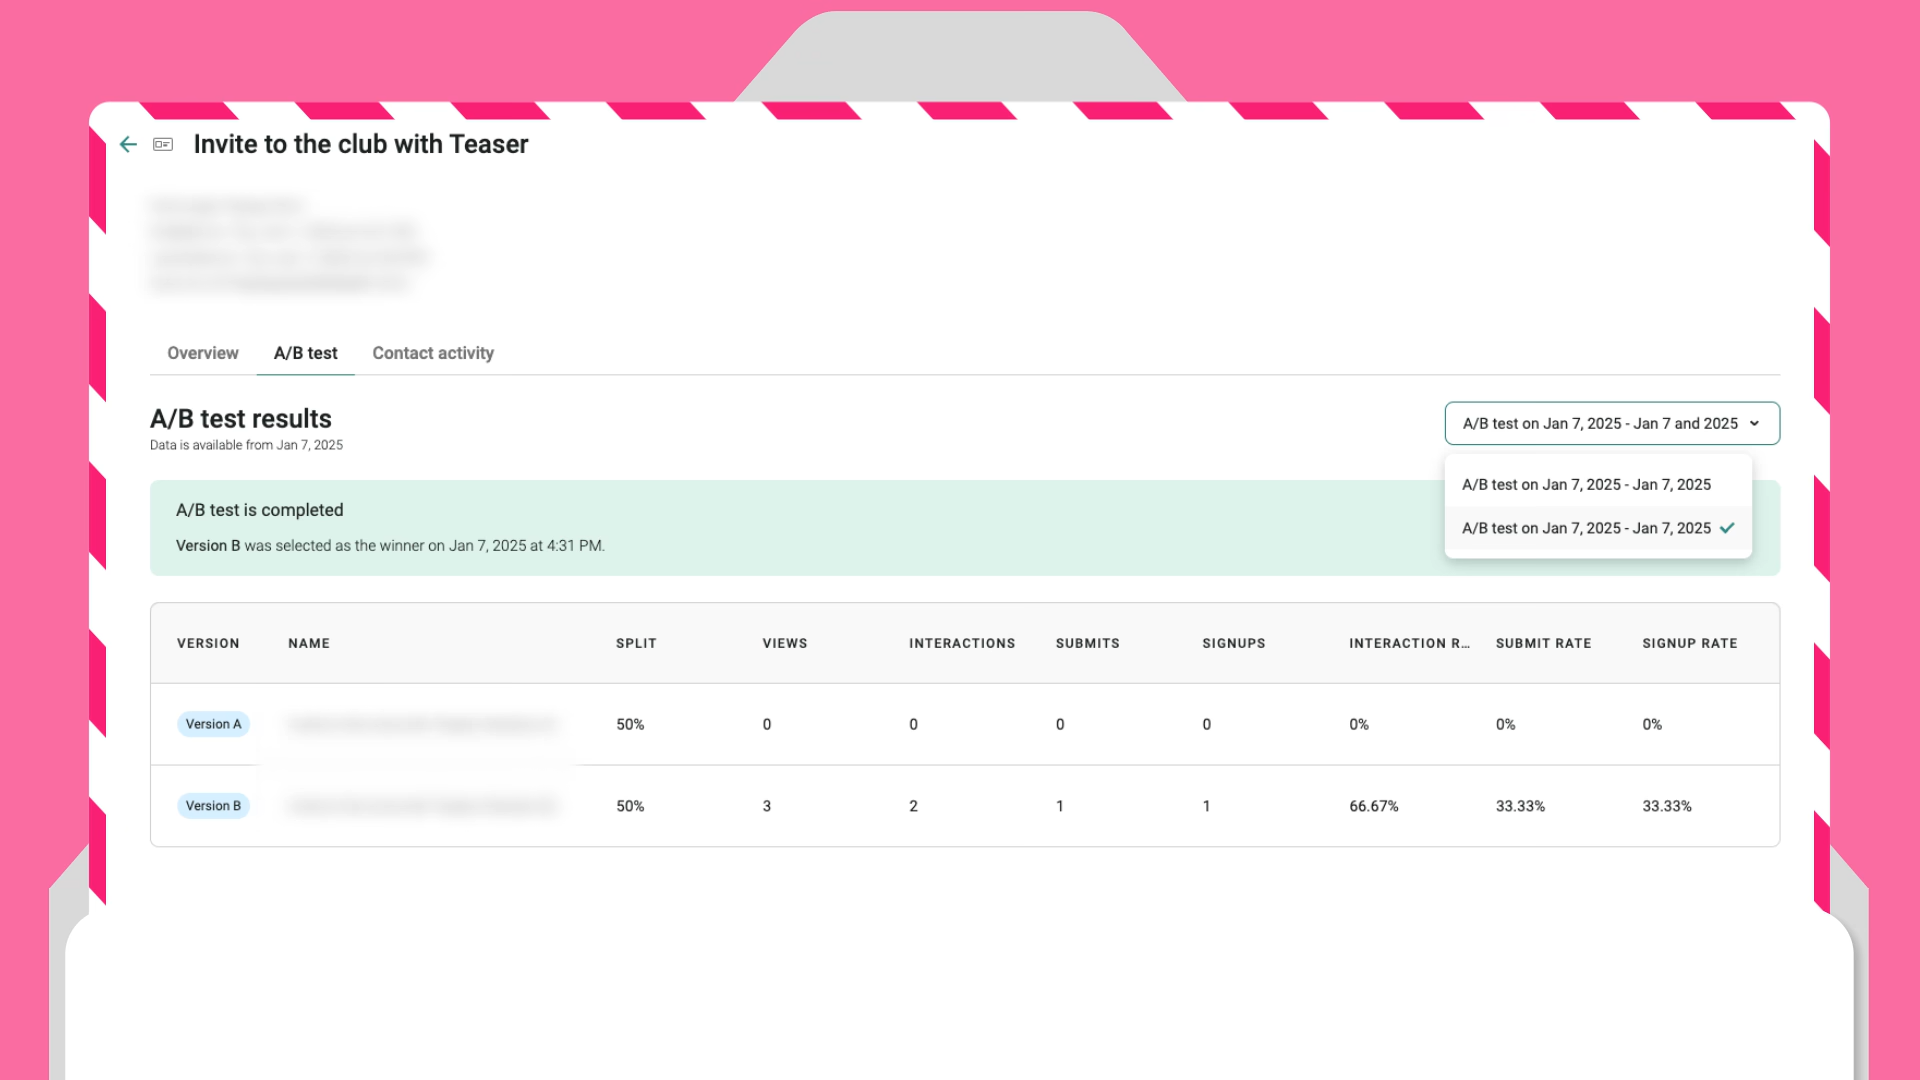 Invite to the club with Teaser
Overview A/B test Contact activity
A/B test results
Data is available from Jan 7, 2025
A/B test on Jan 7, 2025 - Jan 7 and 2025
A/B test on Jan 7, 2025 - Jan 7, 2025
A/B test on Jan 7, 2025 - Jan 7, 2025
A/B test is completed
Version B was selected as the winner on Jan 7, 2025 at 4:31 PM.
VERSION NAME SPLIT VIEWS INTERACTIONS SUBMITS SIGNUPS INTERACTION R... SUBMIT RATE SIGNUP RATE
Version A 50% 0 0 0 0 0% 0% 0%
Version B 50% 3 2 1 1 66.67% 33.33% 33.33%